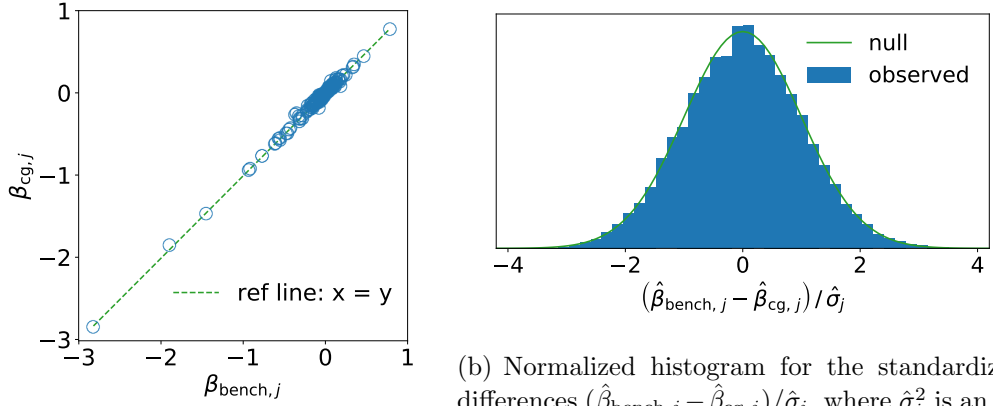 1
0
−1
−2
−3
β_cg,j
−3
−2
−1
0
1
β_bench,j
ref line: x = y
null
observed
−4
−2
0
2
4
(β̂_bench, j − β̂_cg, j)/σ̂_j
(b) Normalized histogram for the standardiz
differences (β̂_bench,j − β̂_cg,j)/σ̂_j, where σ̂²_j is an